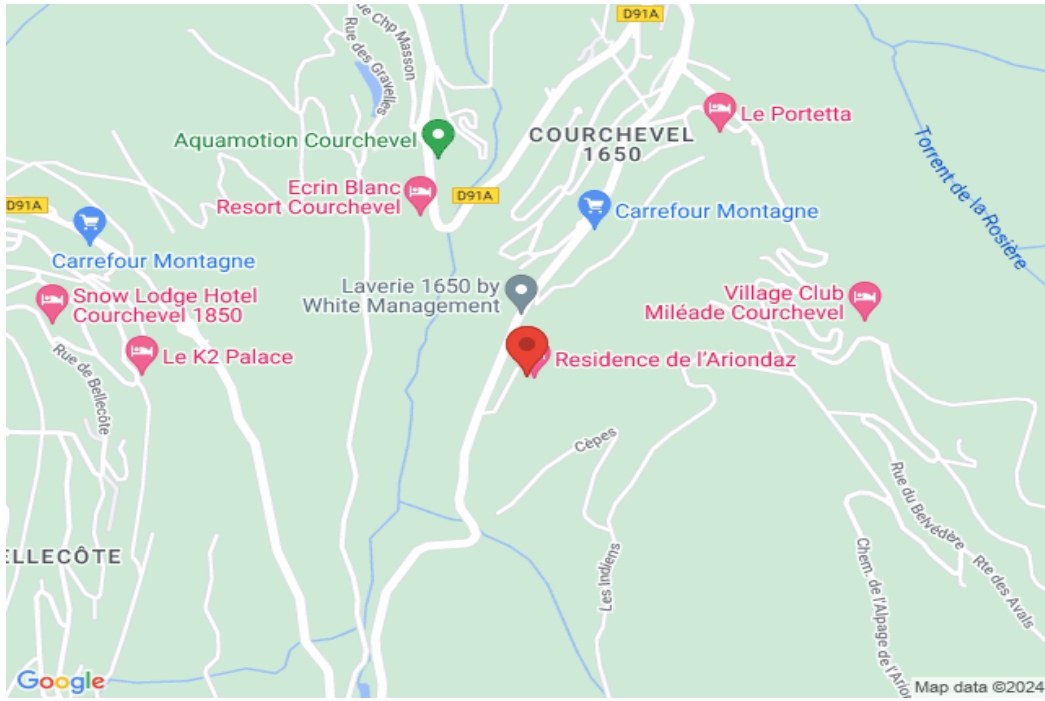 D91A
Rue Chp Masson
Rue des Gravelles
Le Portetta
Aquamotion Courchevel
COURCHEVEL
1650
Torrent de la Rosière
Ecrin Blanc
Resort Courchevel
D91A
D91A
Carrefour Montagne
Carrefour Montagne
Laverie 1650 by
White Management
Village Club
Miléade Courchevel
Snow Lodge Hotel
Courchevel 1850
Le K2 Palace
Residence de l'Ariondaz
Rue de Bellecôte
Cèpes
Rue du Belvédère
ELLECÔTE
Les Indiens
Chem. de l'Alpage de l'Arion
Rte des Avals
Google
Map data ©2024